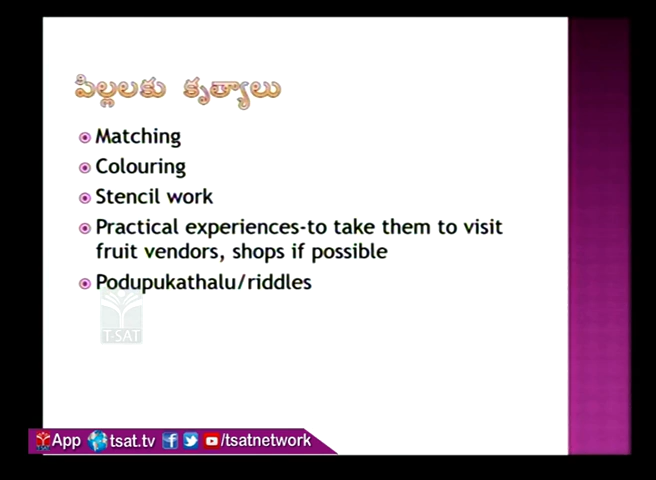 పిల్లలకు కృత్యాలు
Matching
Colouring
Stencil work
Practical experiences-to take them to visit
fruit vendors, shops if possible
Podupukathalu/riddles
T-SAT
App tsat.tv /tsatnetwork